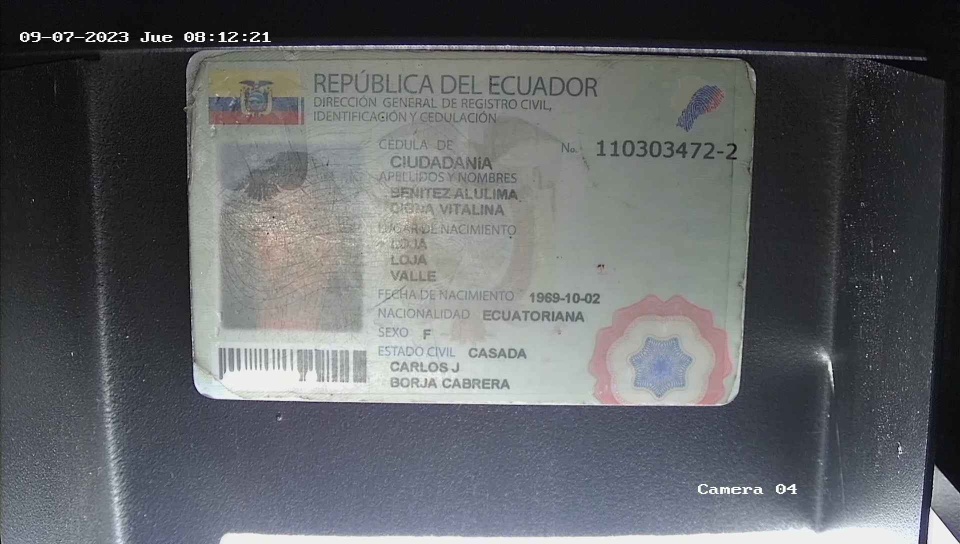 09-07-2023 Jue 08:12:21
REPÚBLICA DEL ECUADOR
DIRECCIÓN GENERAL DE REGISTRO CIVIL,
IDENTIFICACIÓN Y CEDULACIÓN
CÉDULA DE
CIUDADANÍA
No. 110303472-2
APELLIDOS Y NOMBRES
BENITEZ ALULIMA
VITALINA
LUGAR DE NACIMIENTO
LOJA
LOJA
VALLE
FECHA DE NACIMIENTO 1969-10-02
NACIONALIDAD ECUATORIANA
SEXO F
ESTADO CIVIL CASADA
CARLOS J
BORJA CABRERA
Camera 04